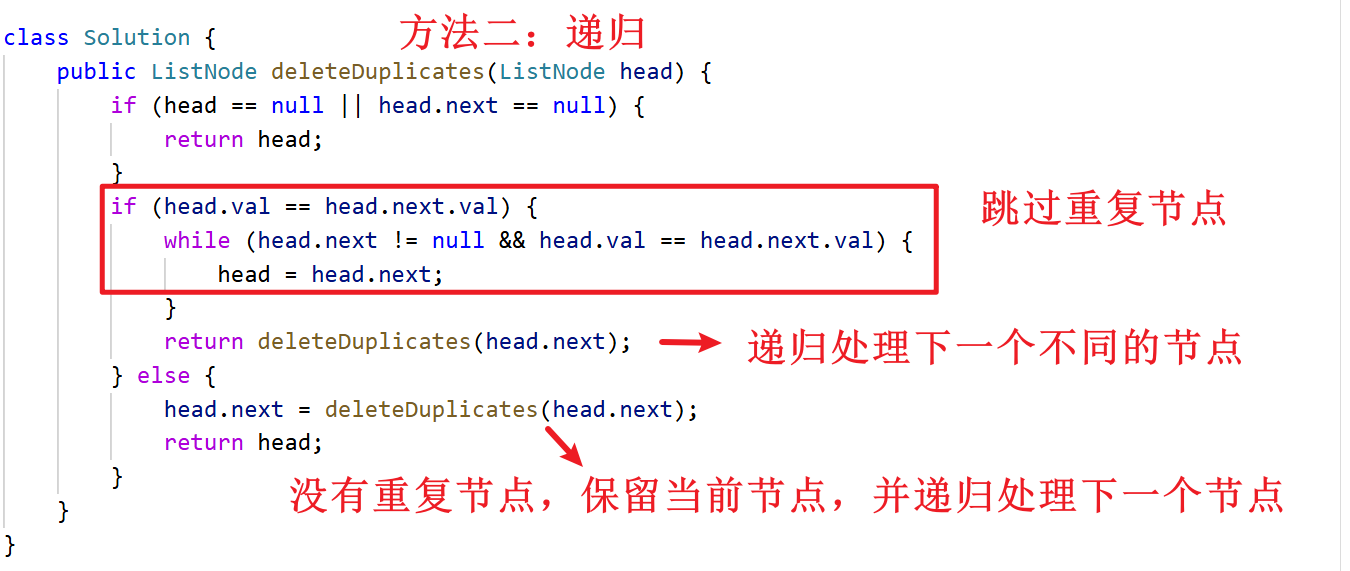 class Solution { 方法二：递归
    public ListNode deleteDuplicates(ListNode head) {
        if (head == null || head.next == null) {
            return head;
        }
        if (head.val == head.next.val) { 跳过重复节点
            while (head.next != null && head.val == head.next.val) {
                head = head.next;
            }
            return deleteDuplicates(head.next); 递归处理下一个不同的节点
        } else {
            head.next = deleteDuplicates(head.next);
            return head;
        }
没有重复节点，保留当前节点，并递归处理下一个节点
    }
}